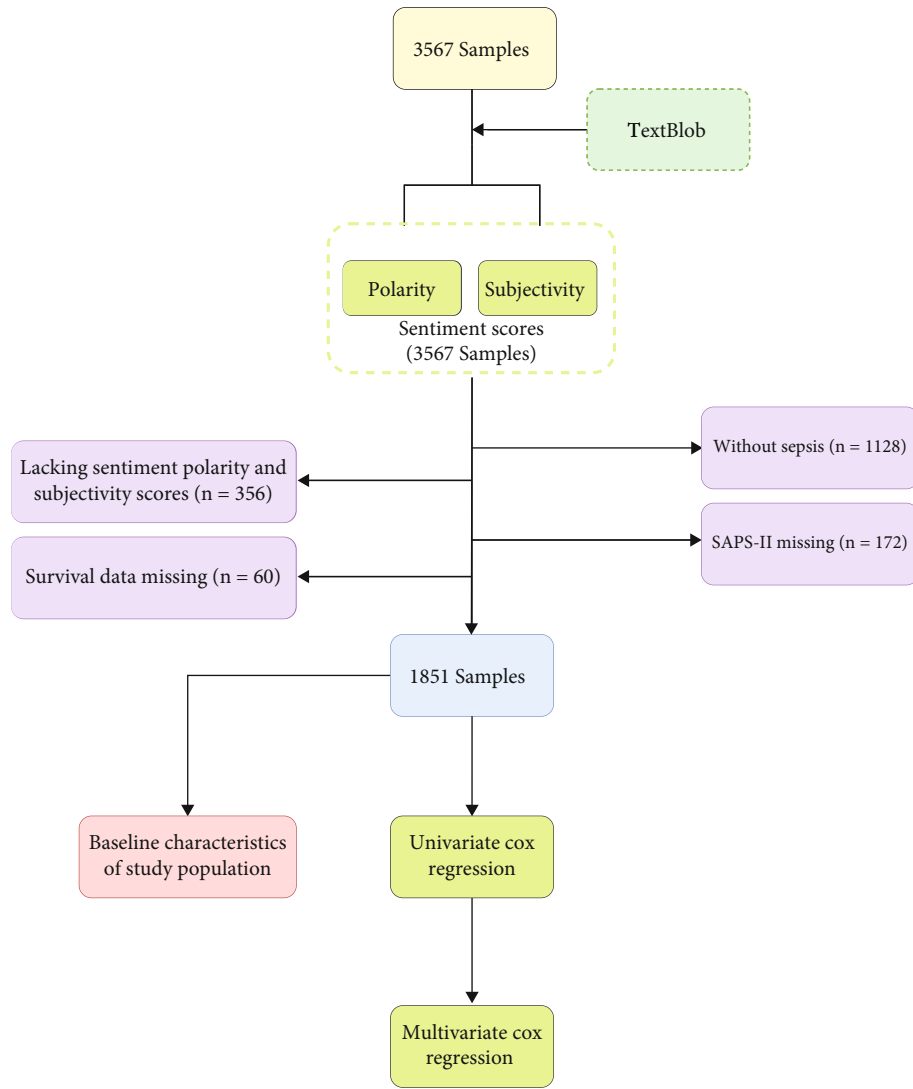 3567 Samples
TextBlob
Polarity
Subjectivity
Sentiment scores
(3567 Samples)
Without sepsis (n = 1128)
Lacking sentiment polarity and
subjectivity scores (n = 356)
SAPS-II missing (n = 172)
Survival data missing (n = 60)
1851 Samples
Baseline characteristics
of study population
Univariate cox
regression
Multivariate cox
regression